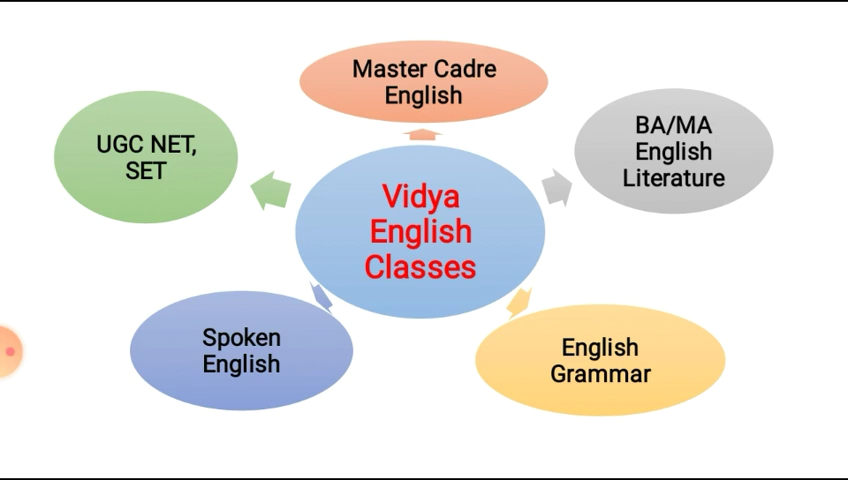 Master Cadre
English
UGC NET,
SET
BA/MA
English
Literature
Vidya
English
Classes
Spoken
English
English
Grammar